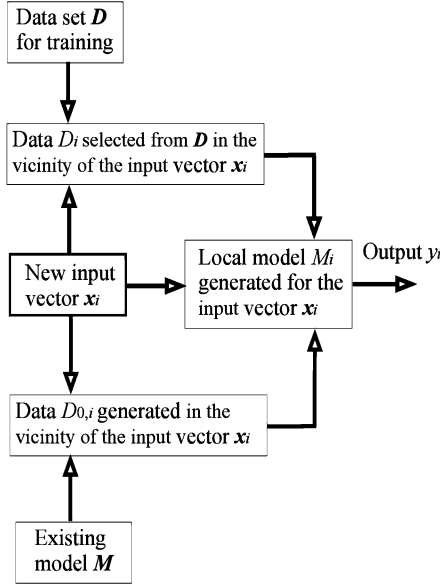 Data set D
for training
Data Di selected from D in the
vicinity of the input vector xi
New input
vector xi
Local model Mi
generated for the
input vector xi
Output yi
Data D0,i generated in the
vicinity of the input vector xi
Existing
model M